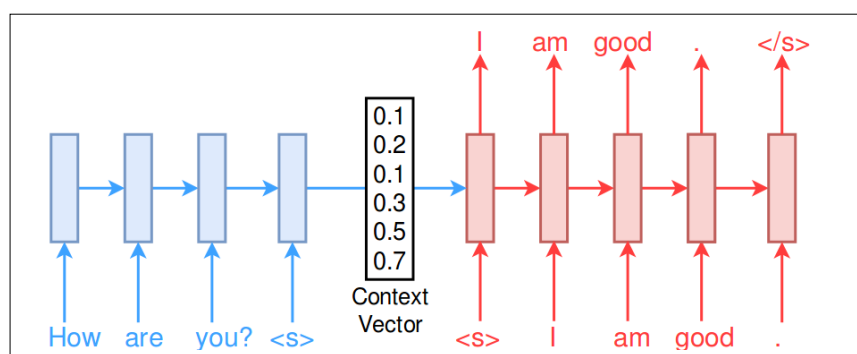 I am good . </s>
0.1
0.2
0.1
0.3
0.5
0.7
Context
Vector
How are you? <s>
<s> I am good .